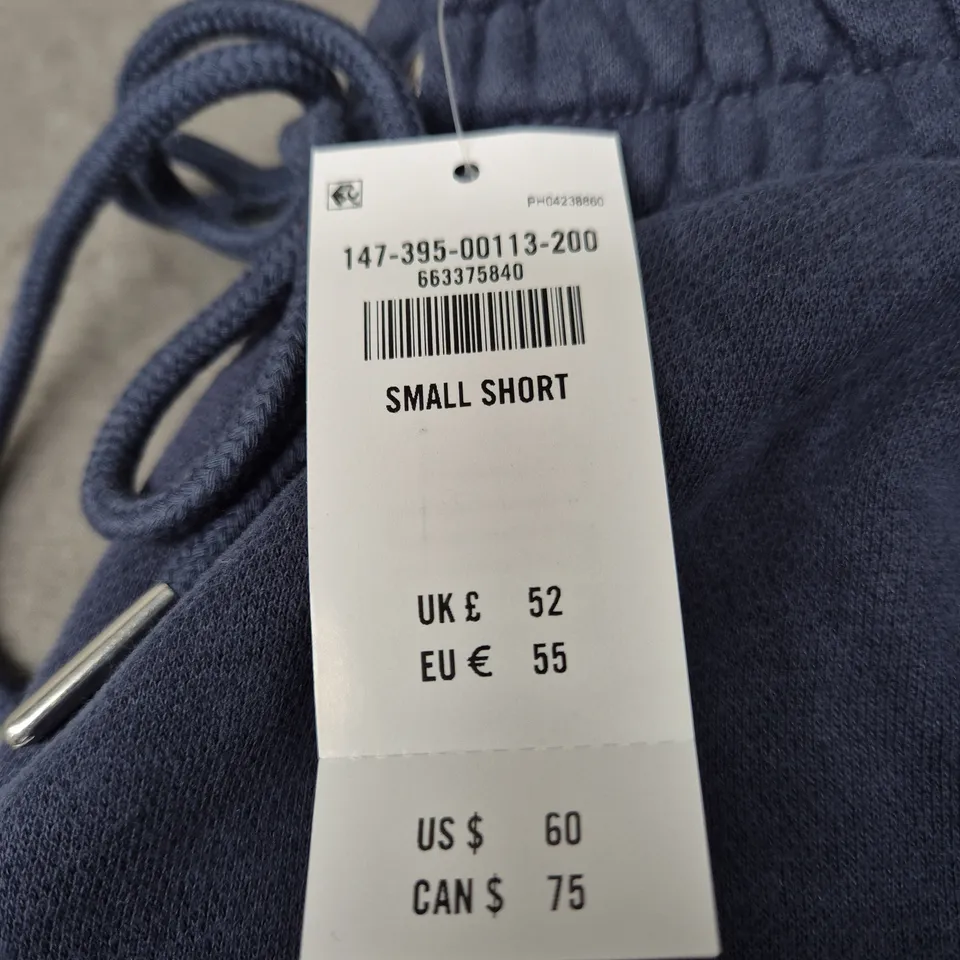 PH04238860
147-395-00113-200
663375840
SMALL SHORT
UK £ 52
EU € 55
US $ 60
CAN $ 75